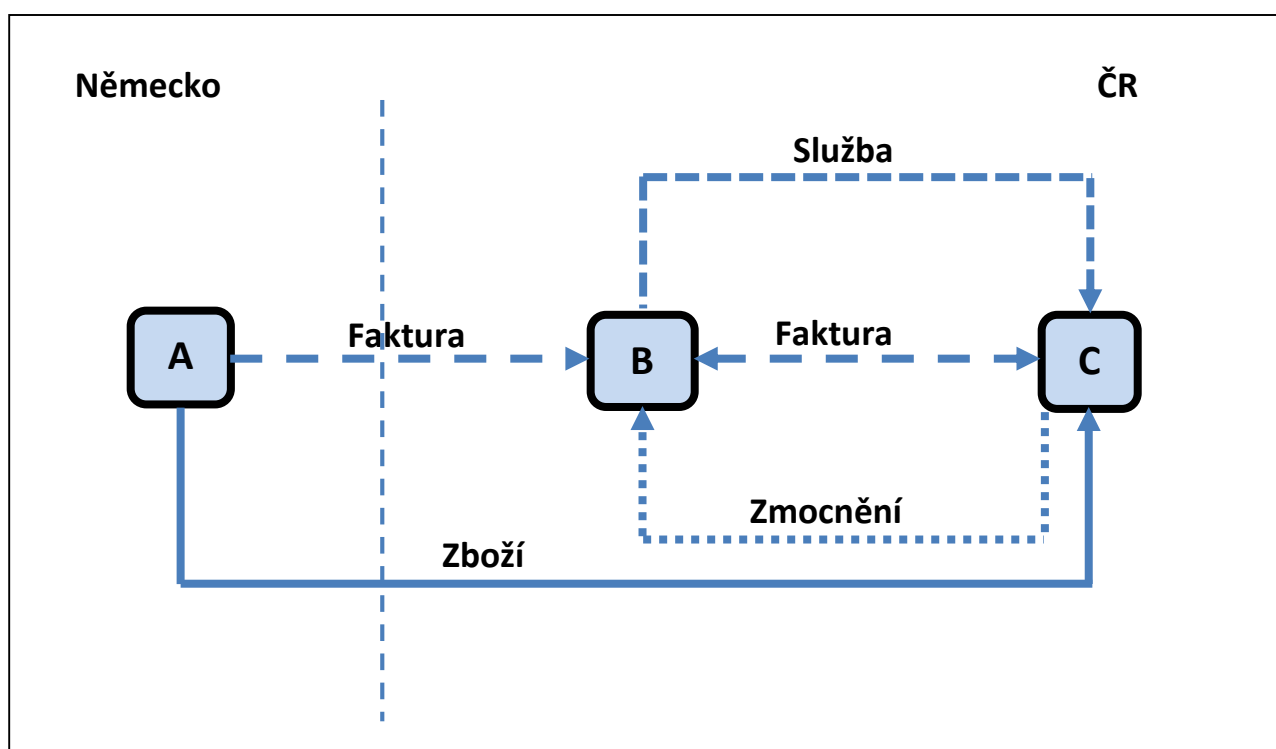 Německo
ČR
Služba
Faktura
Faktura
A
B
C
Zmocnění
Zboží